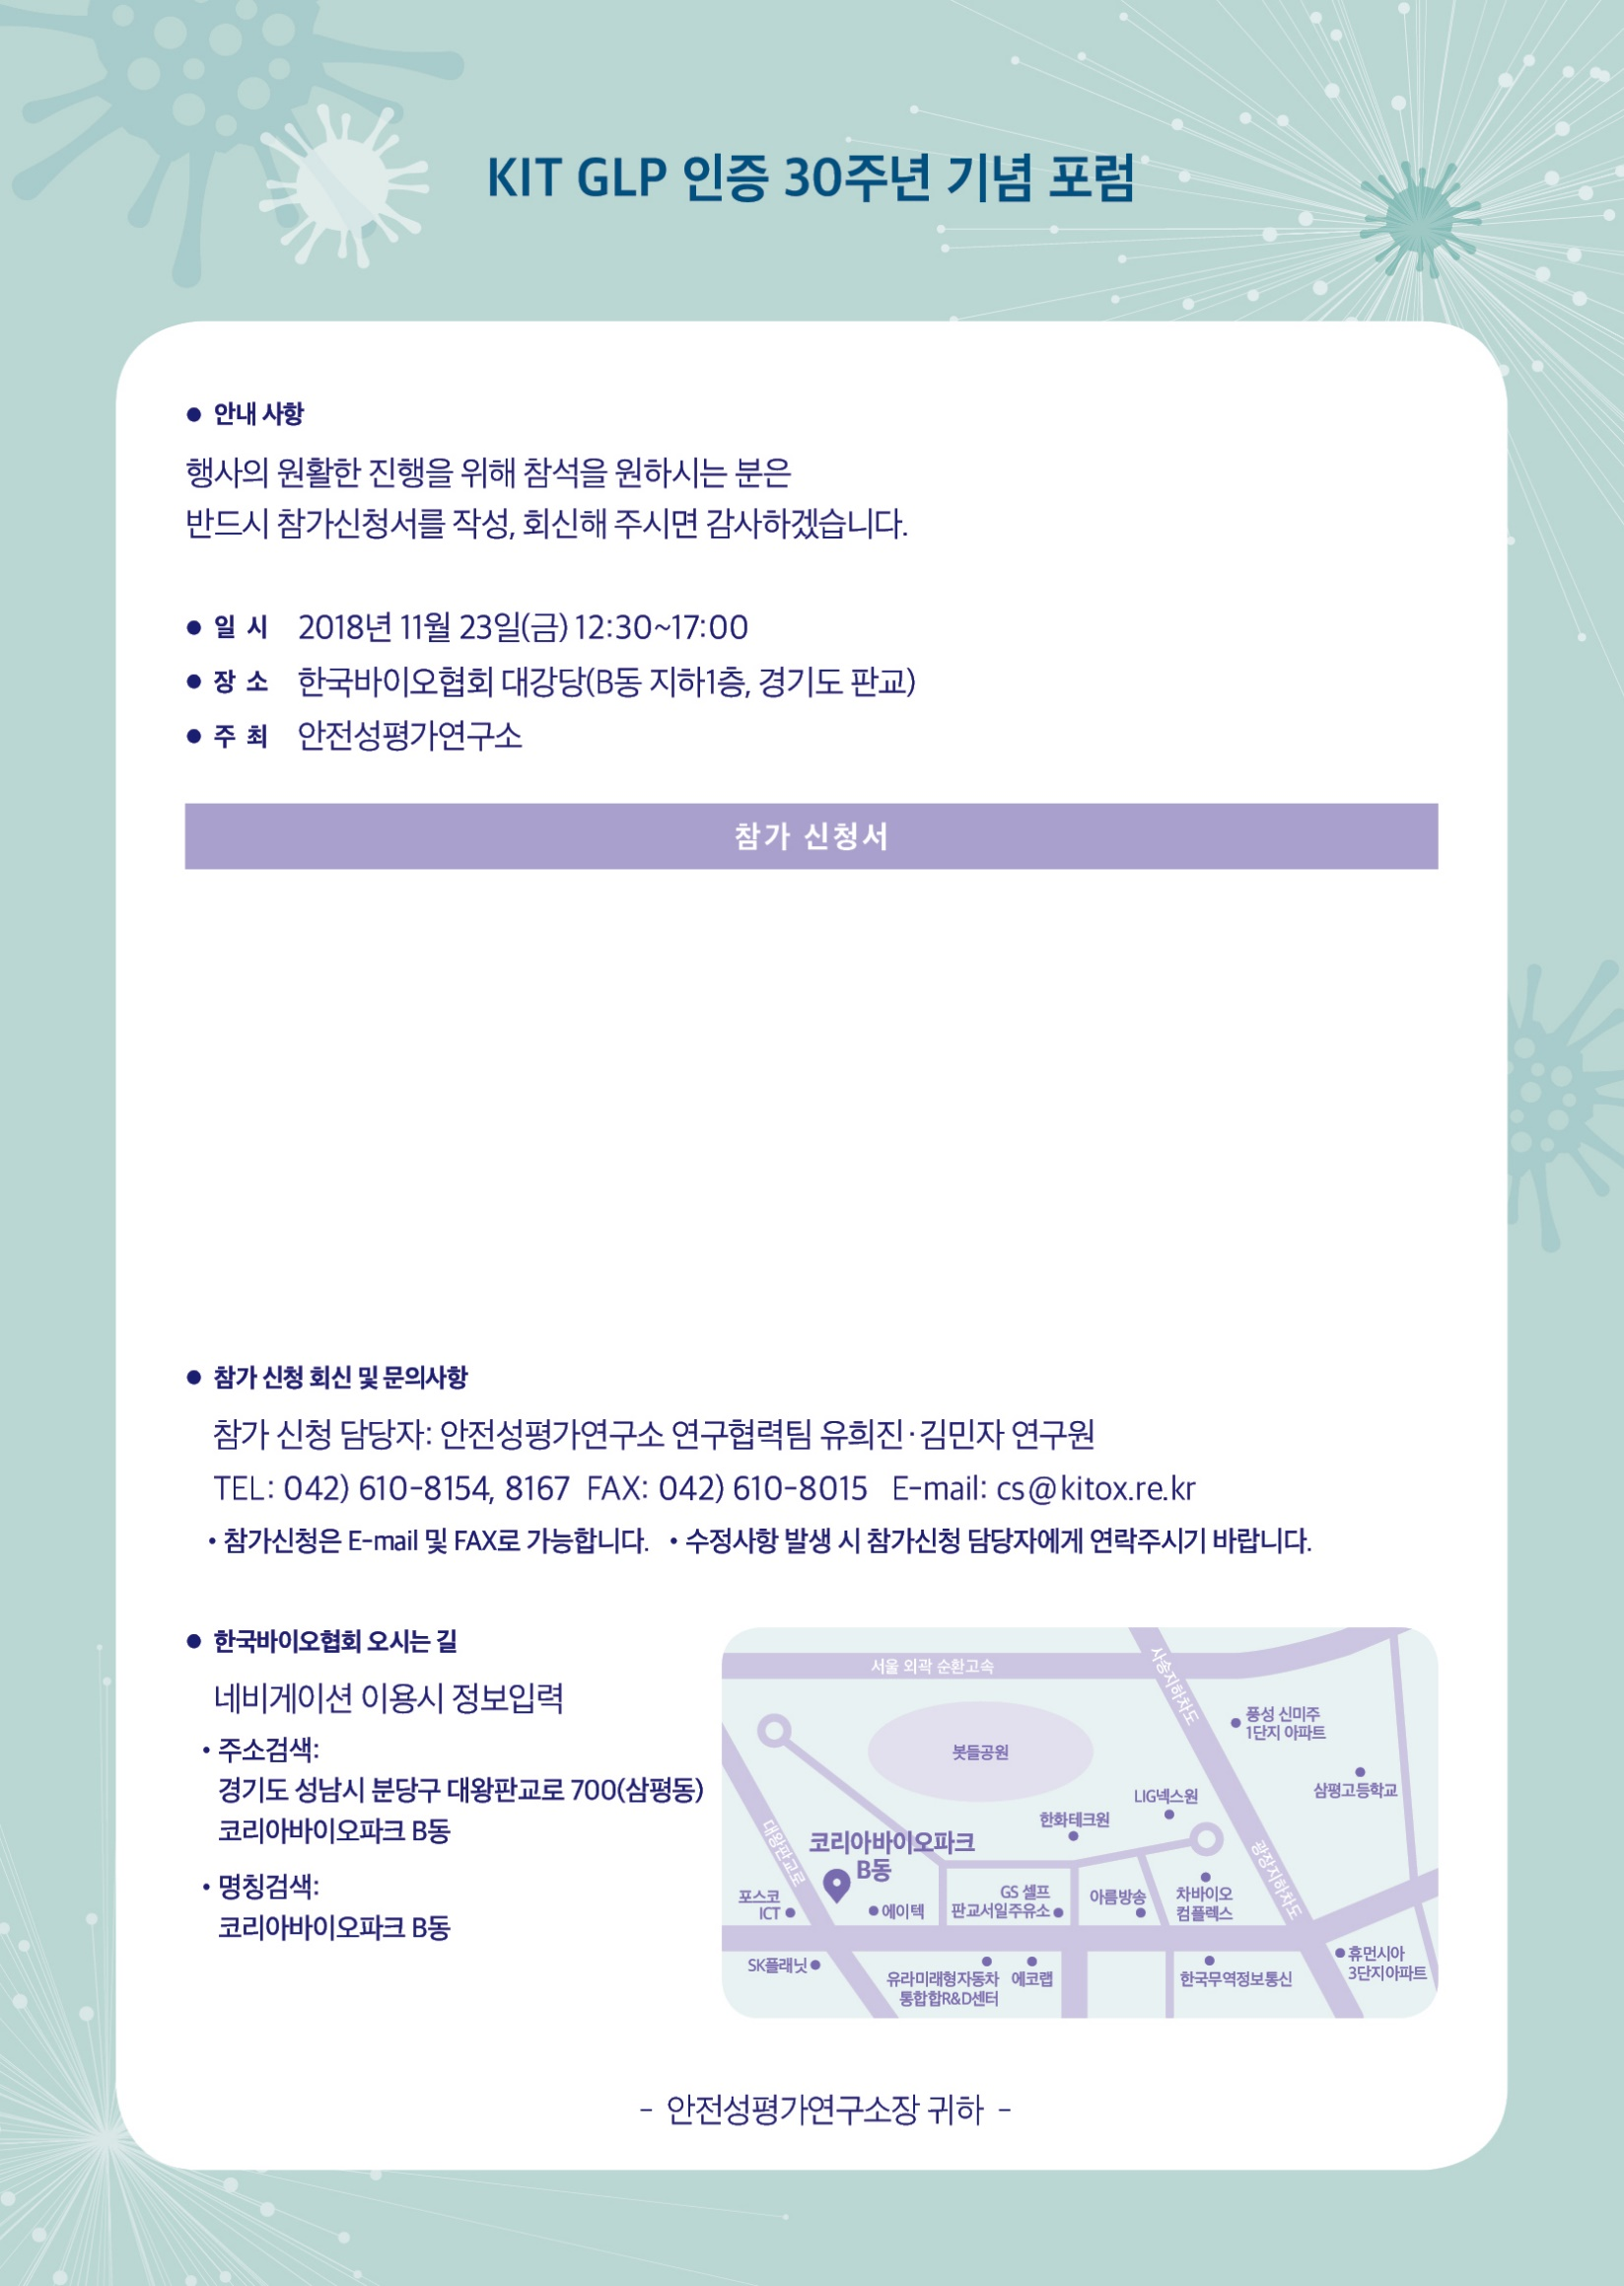 KIT GLP 인증 30주년 기념 포럼
● 안내 사항
행사의 원활한 진행을 위해 참석을 원하시는 분은
반드시 참가신청서를 작성, 회신해 주시면 감사하겠습니다.
● 일 시 2018년 11월 23일(금) 12:30~17:00
● 장 소 한국바이오협회 대강당(B동 지하1층, 경기도 판교)
● 주 최 안전성평가연구소
참가 신청서
● 참가 신청 회신 및 문의사항
참가 신청 담당자: 안전성평가연구소 연구협력팀 유희진·김민자 연구원
TEL: 042) 610-8154, 8167 FAX: 042) 610-8015 E-mail: cs@kitox.re.kr
• 참가신청은 E-mail 및 FAX로 가능합니다. • 수정사항 발생 시 참가신청 담당자에게 연락주시기 바랍니다.
● 한국바이오협회 오시는 길
네비게이션 이용시 정보입력
• 주소검색:
경기도 성남시 분당구 대왕판교로 700(삼평동)
코리아바이오파크 B동
• 명칭검색:
코리아바이오파크 B동
서울 외곽 순환고속
사송지하차도
풍성 신미주
1단지 아파트
봇들공원
삼평고등학교
LIG넥스원
한화테크원
대왕판교로
코리아바이오파크
B동
광장지하차도
포스코
ICT
에이텍
GS 셀프
판교서일주유소
아름방송
차바이오
컴플렉스
SK플래닛
유라미래형자동차
통합합R&D센터
에코랩
한국무역정보통신
휴먼시아
3단지아파트
- 안전성평가연구소장 귀하 -